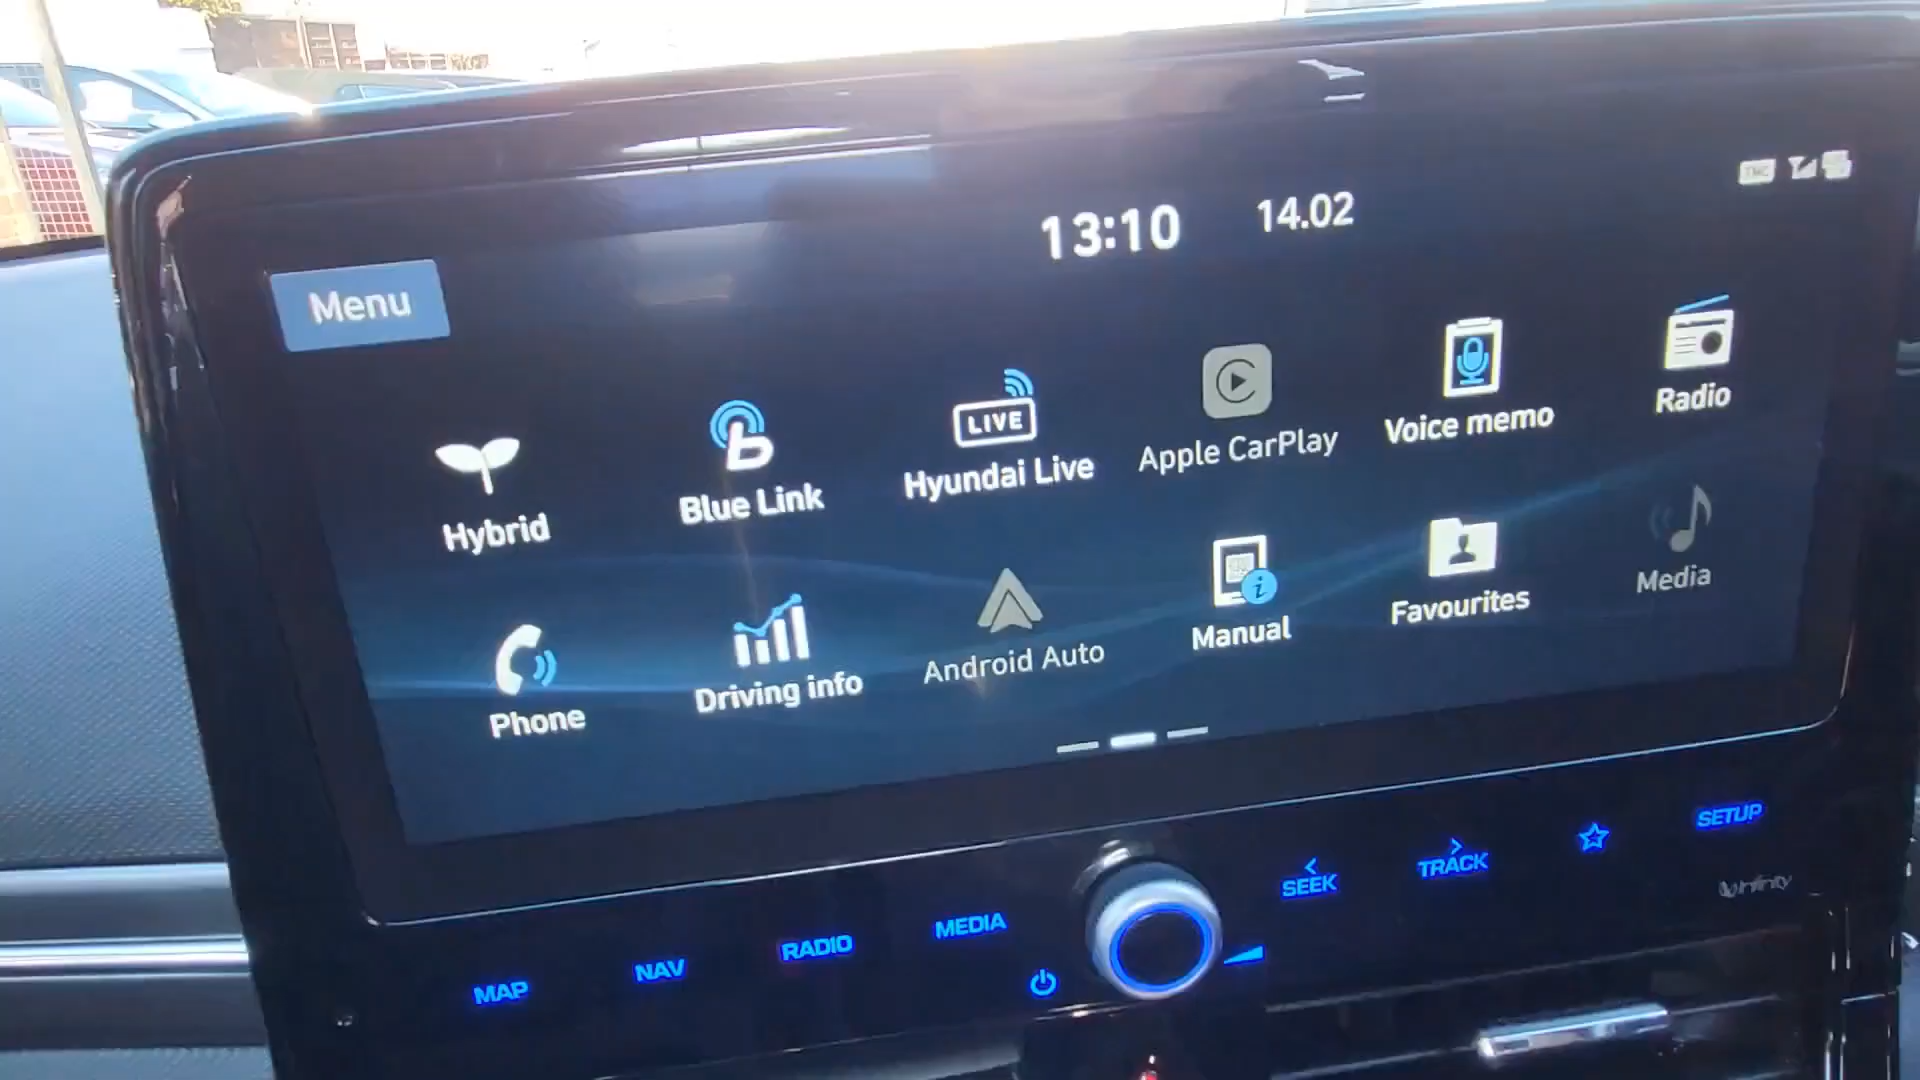 TMC
13:10 14.02
Menu
Hybrid
Blue Link
LIVE
Hyundai Live
Apple CarPlay
Voice memo
Radio
Phone
Driving info
Android Auto
i
Manual
Favourites
Media
MAP
NAV
RADIO
MEDIA
< SEEK
> TRACK
SETUP
Infinity